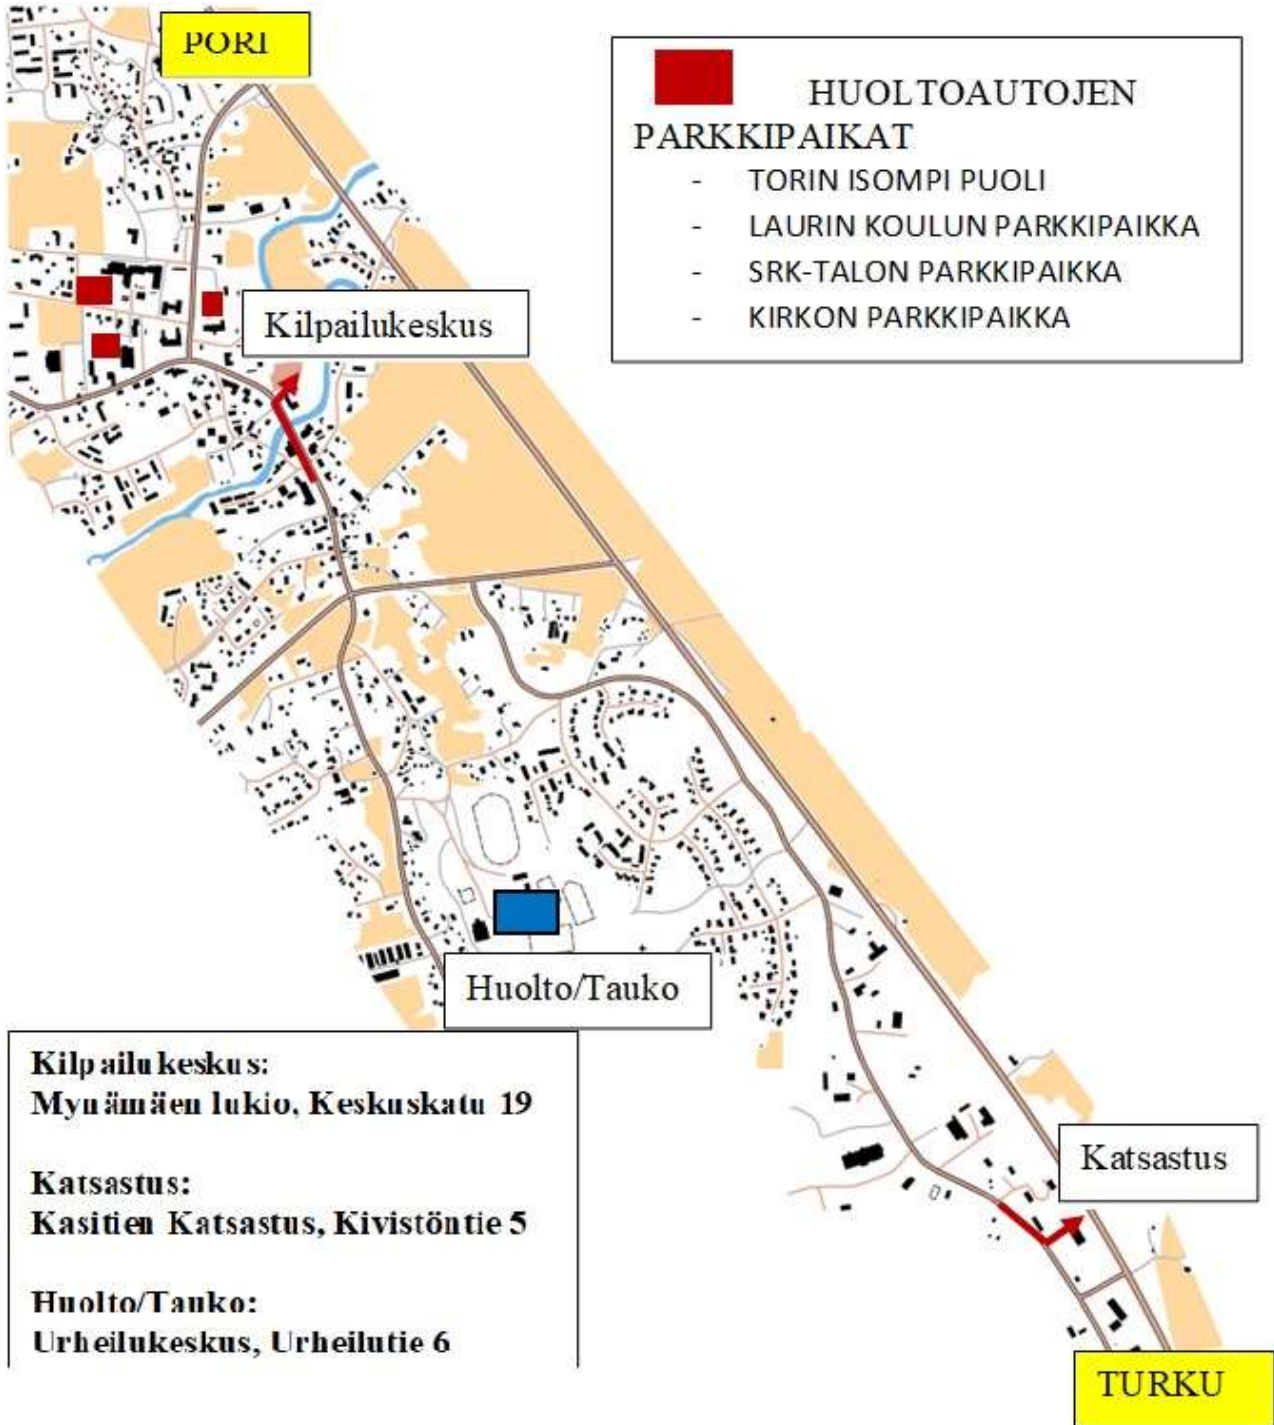 PORI
HUOLTOAUTOJEN
PARKKIPAIKAT
- TORIN ISOMPI PUOLI
- LAURIN KOULUN PARKKIPAIKKA
- SRK-TALON PARKKIPAIKKA
- KIRKON PARKKIPAIKKA
Kilpailukeskus
Huolto/Tauko
Kilpailukeskus:
Mynämäen lukio, Keskuskatu 19
Katsastus:
Kasitien Katsastus, Kivistöntie 5
Huolto/Tauko:
Urheilukeskus, Urheilutie 6
Katsastus
TURKU